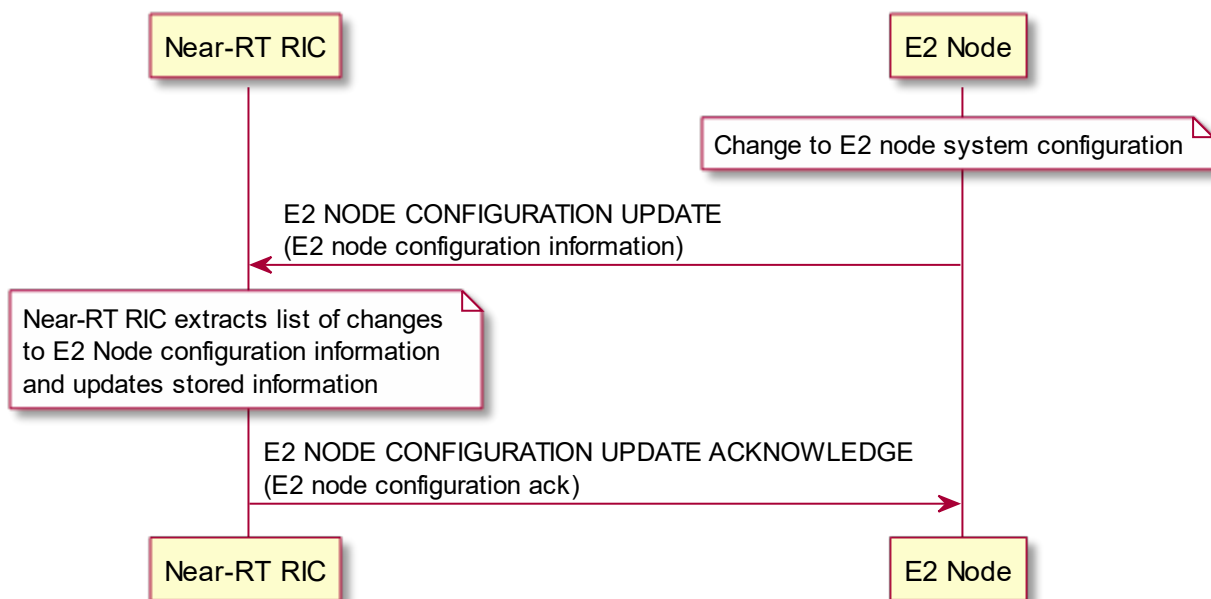 Near-RT RIC
E2 Node
Change to E2 node system configuration
E2 NODE CONFIGURATION UPDATE
(E2 node configuration information)
Near-RT RIC extracts list of changes
to E2 Node configuration information
and updates stored information
E2 NODE CONFIGURATION UPDATE ACKNOWLEDGE
(E2 node configuration ack)
Near-RT RIC
E2 Node